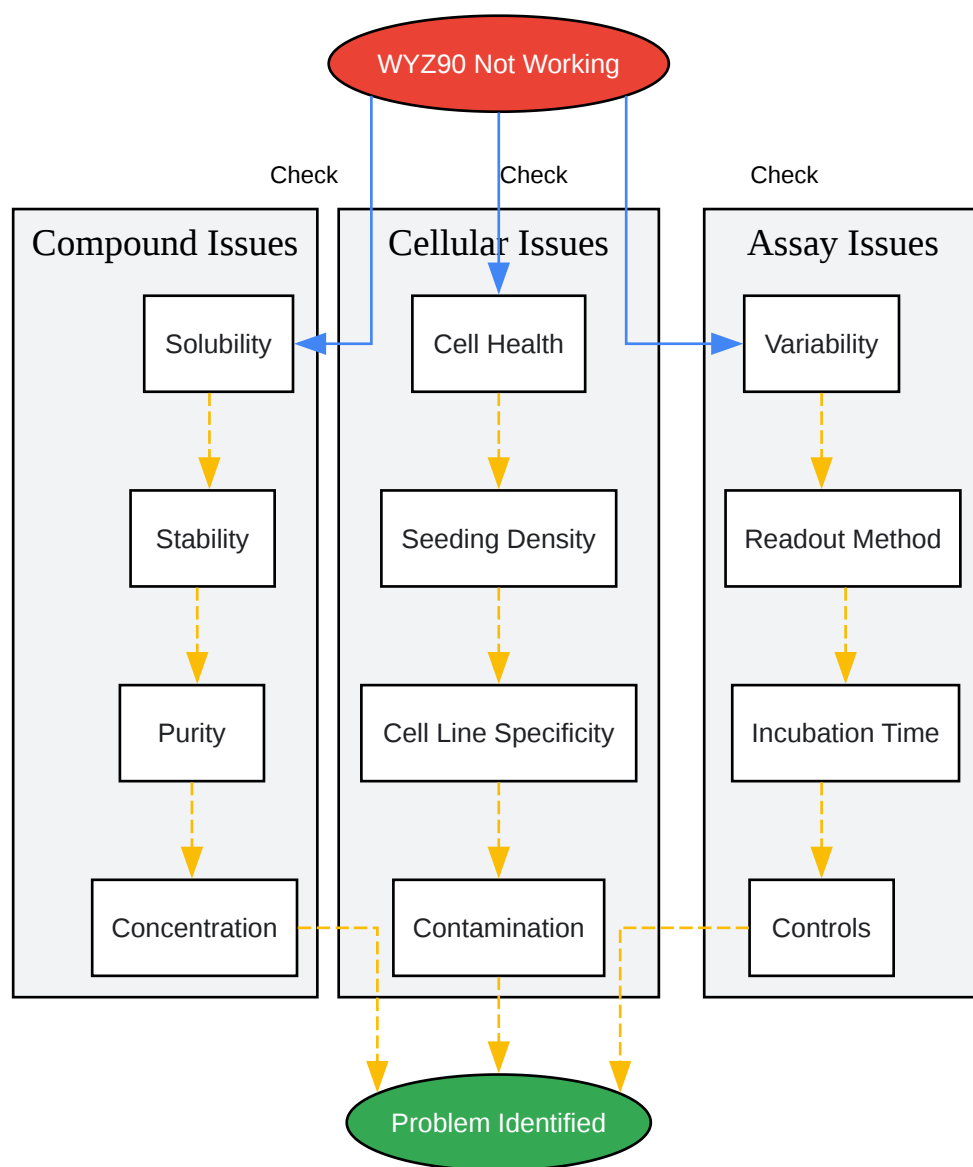 WYZ90 Not Working
Check
Check
Check
Compound Issues
Cellular Issues
Assay Issues
Solubility
Cell Health
Variability
Stability
Seeding Density
Readout Method
Purity
Cell Line Specificity
Incubation Time
Concentration
Contamination
Controls
Problem Identified